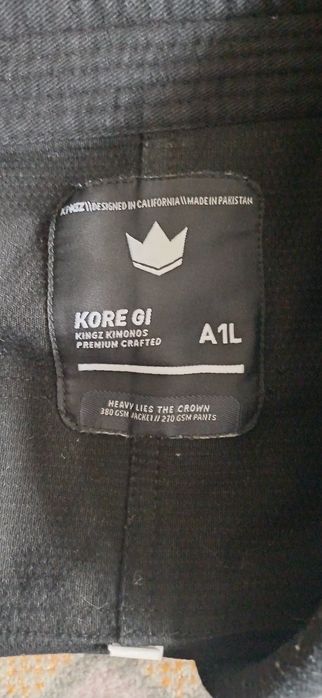 KINGZ\\DESIGNED IN CALIFORNIA\\MADE IN PAKISTAN
KORE GI
KINGZ KIMONOS
PREMIUM CRAFTED
A1L
HEAVY LIES THE CROWN
380 GSM JACKET // 270 GSM PANTS